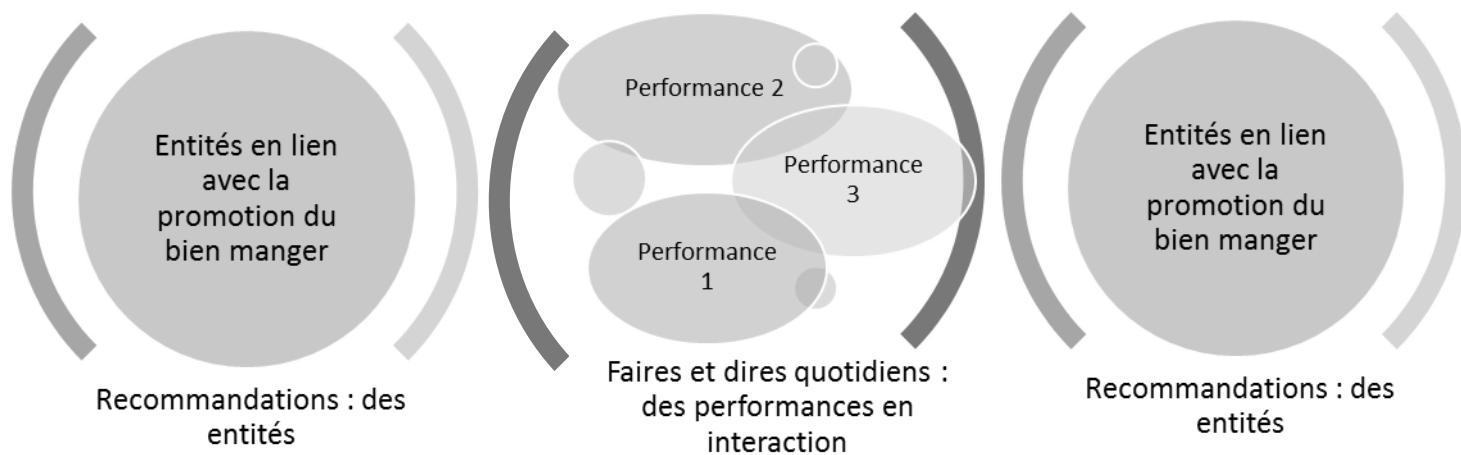 Entités en lien
avec la
promotion du
bien manger
Recommandations : des
entités
Performance 2
Performance
3
Performance
1
Faires et dires quotidiens :
des performances en
interaction
Entités en lien
avec la
promotion du
bien manger
Recommandations : des
entités